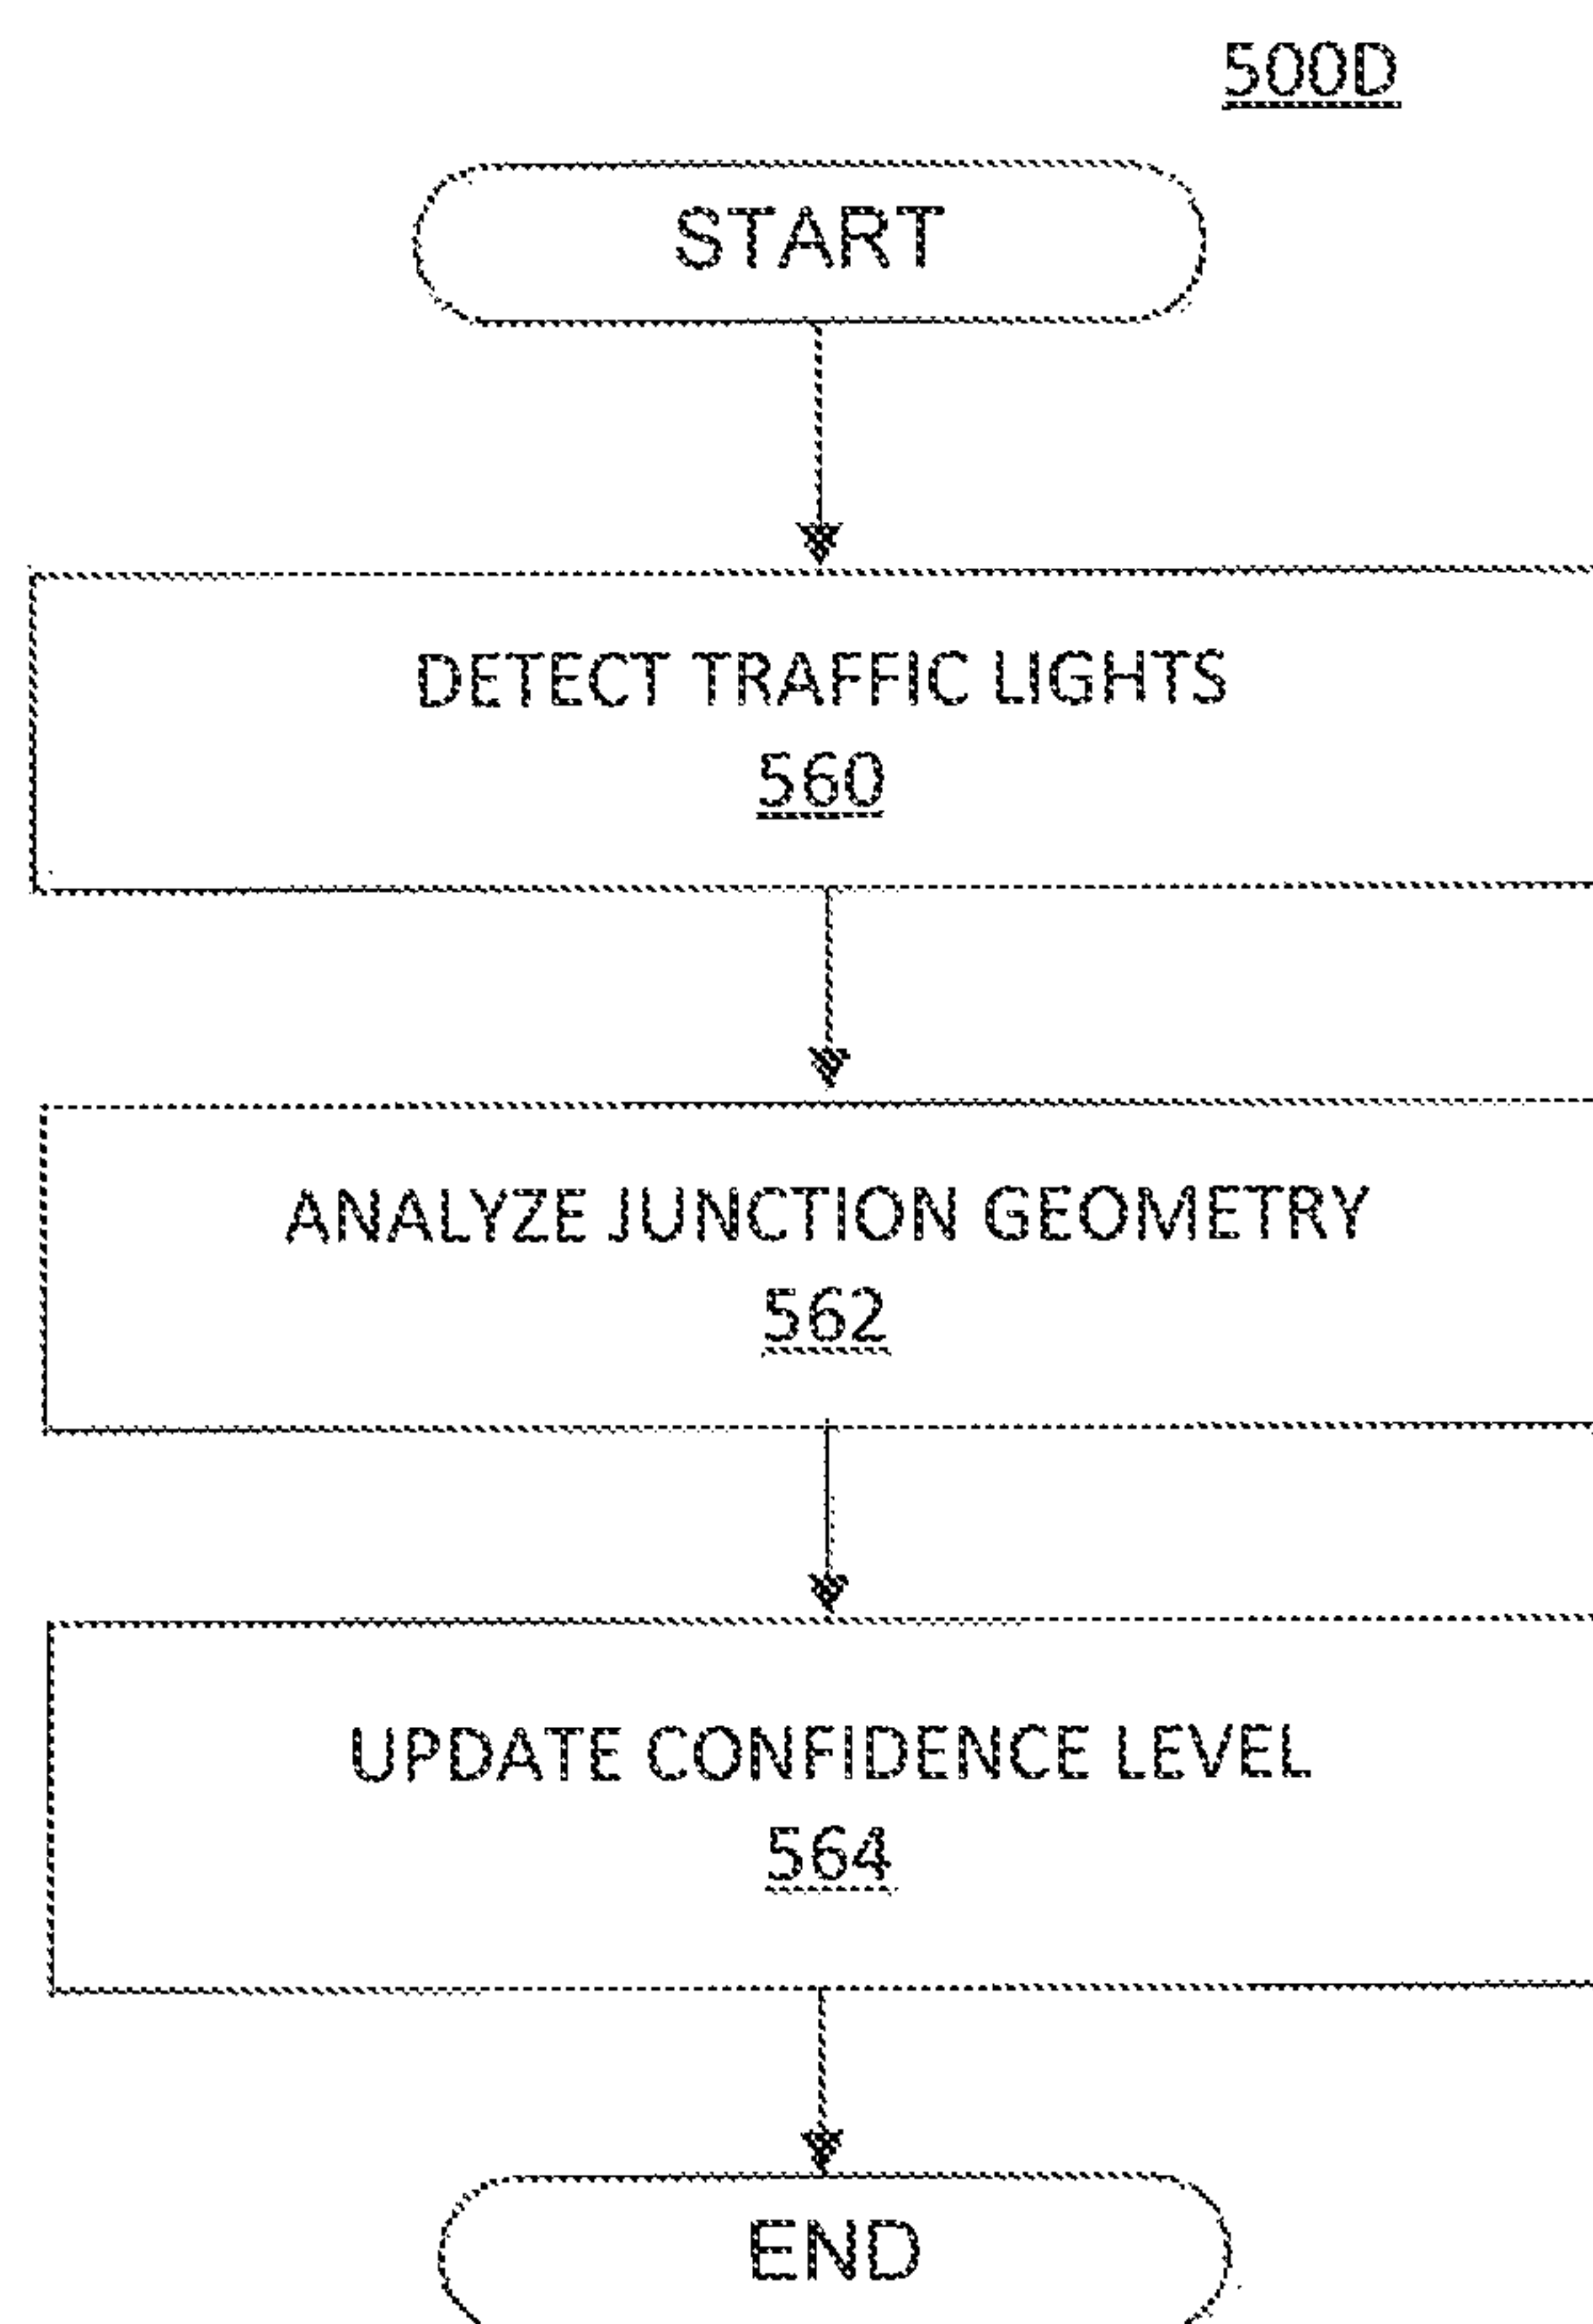 500D
START
DETECT TRAFFIC LIGHTS
560
ANALYZE JUNCTION GEOMETRY
562
UPDATE CONFIDENCE LEVEL
564
END